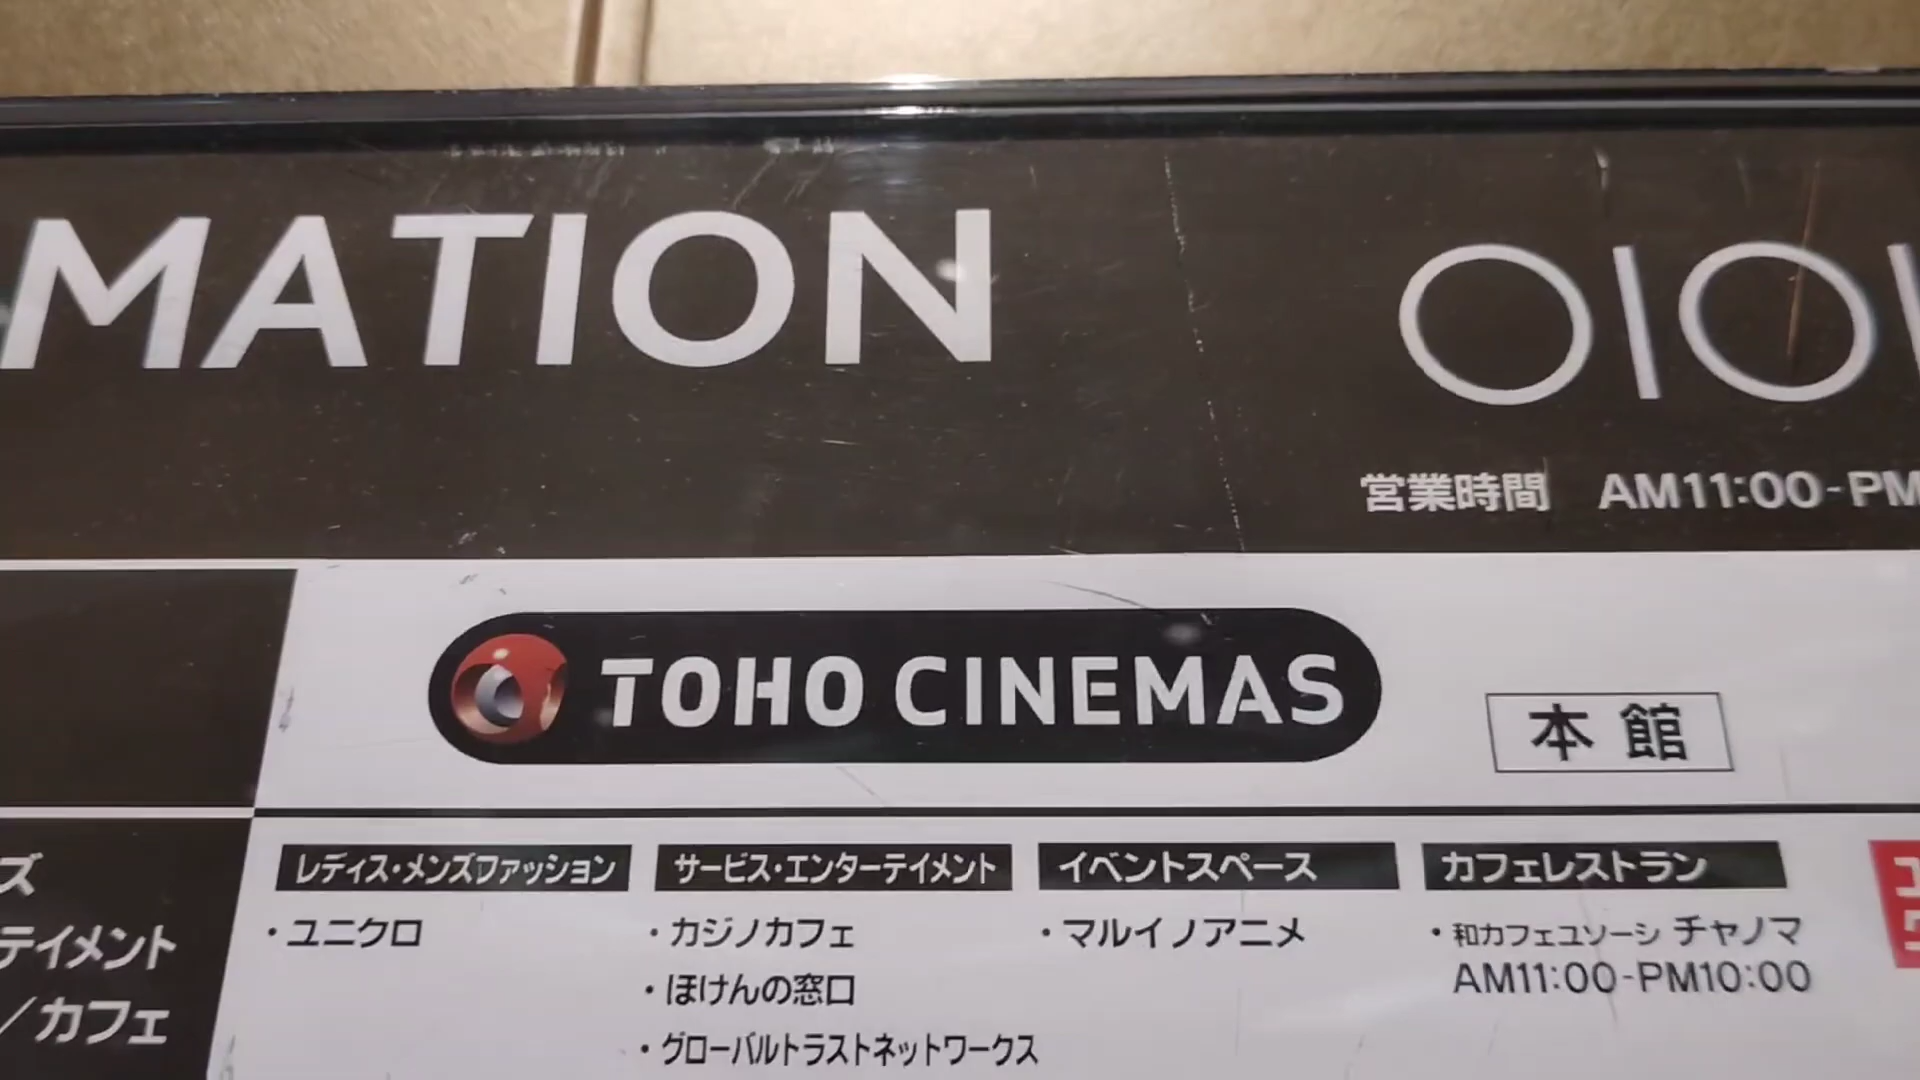 MATION
OIOI
営業時間 AM11:00-PM
TOHO CINEMAS
本館
ズ
レディス・メンズファッション
サービス・エンターテイメント
イベントスペース
カフェレストラン
テイメント
・ユニクロ
・カジノカフェ
・マルイノアニメ
・和カフェユソーシ チャノマ
AM11:00-PM10:00
・ほけんの窓口
／カフェ
・グローバルトラストネットワークス